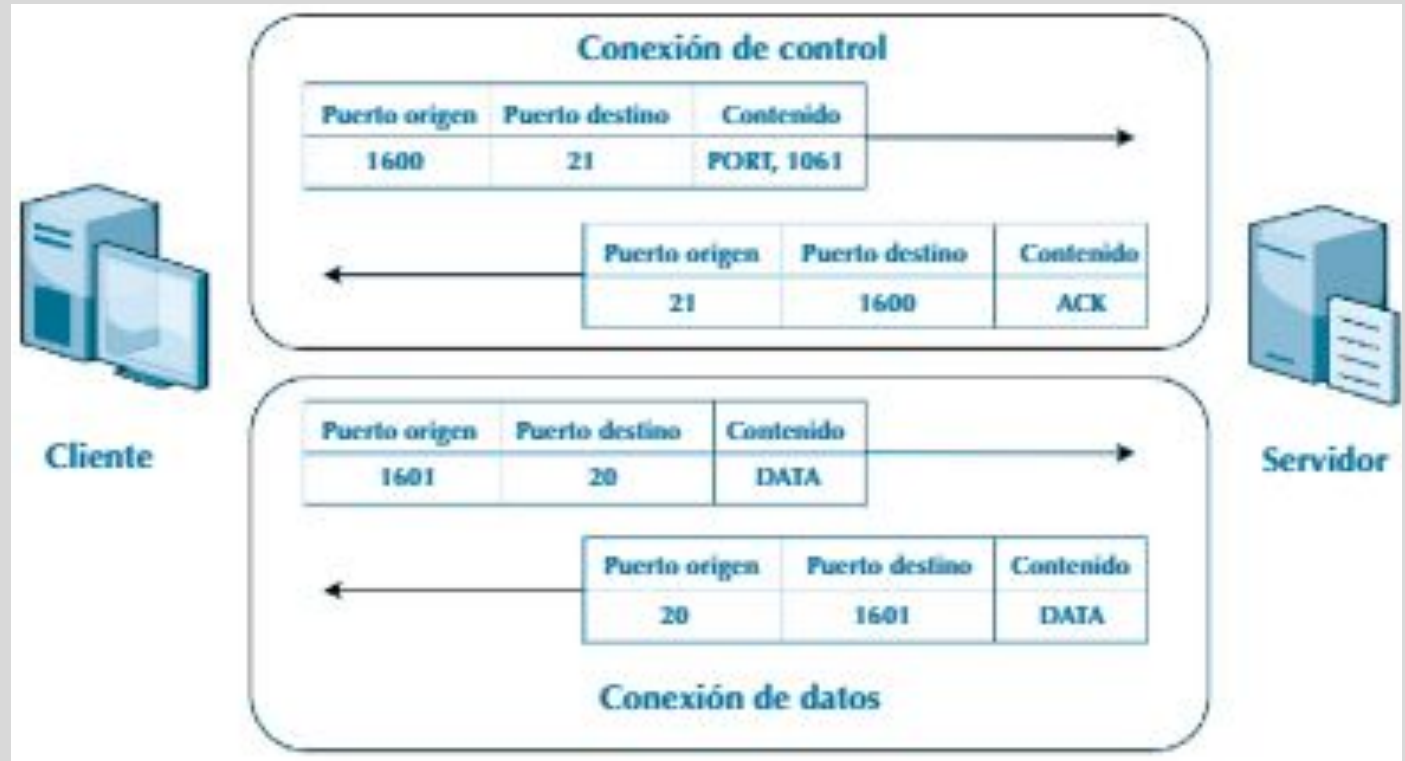 Conexión de control
Puerto origen Puerto destino Contenido
1600 21 PORT, 1061
Puerto origen Puerto destino Contenido
21 1600 ACK
Cliente
Servidor
Puerto origen Puerto destino Contenido
1601 20 DATA
Puerto origen Puerto destino Contenido
20 1601 DATA
Conexión de datos